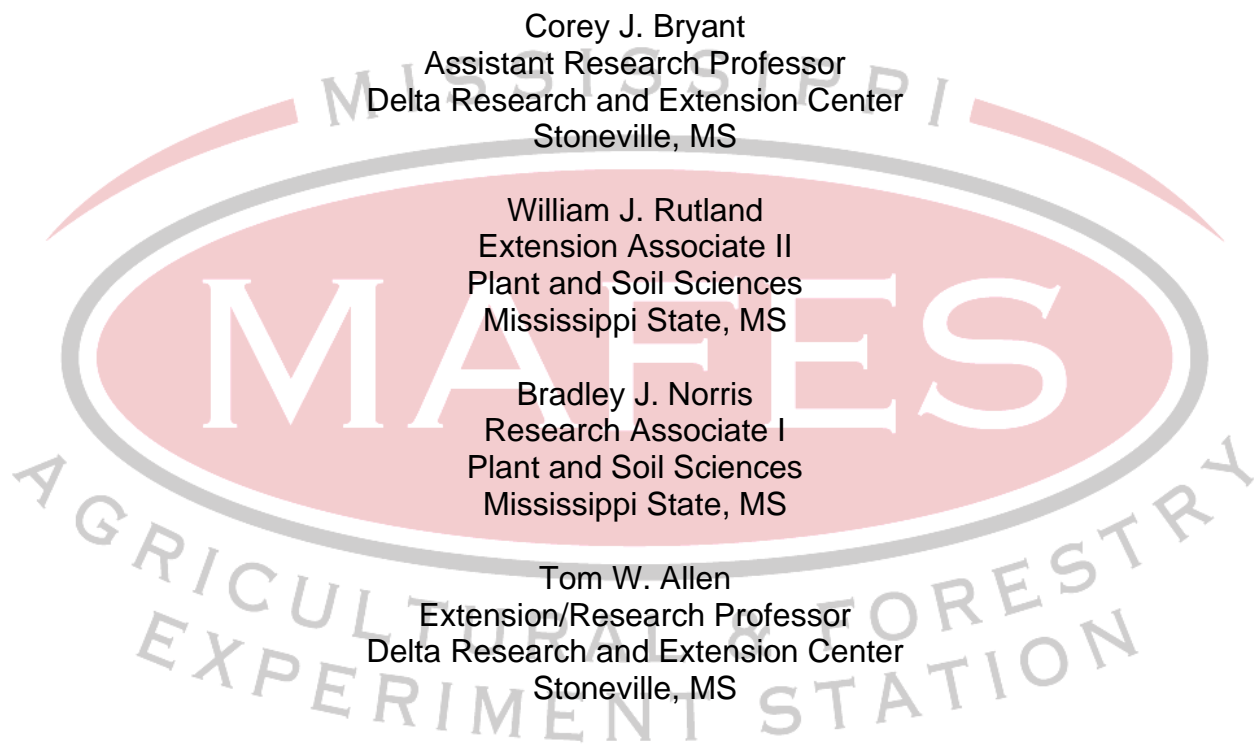 Corey J. Bryant
Assistant Research Professor
Delta Research and Extension Center
Stoneville, MS
William J. Rutland
Extension Associate II
Plant and Soil Sciences
Mississippi State, MS
Bradley J. Norris
Research Associate I
Plant and Soil Sciences
Mississippi State, MS
Tom W. Allen
Extension/Research Professor
Delta Research and Extension Center
Stoneville, MS
MISSISSIPPI
MAFES
AGRICULTURAL & FORESTRY
EXPERIMENT STATION